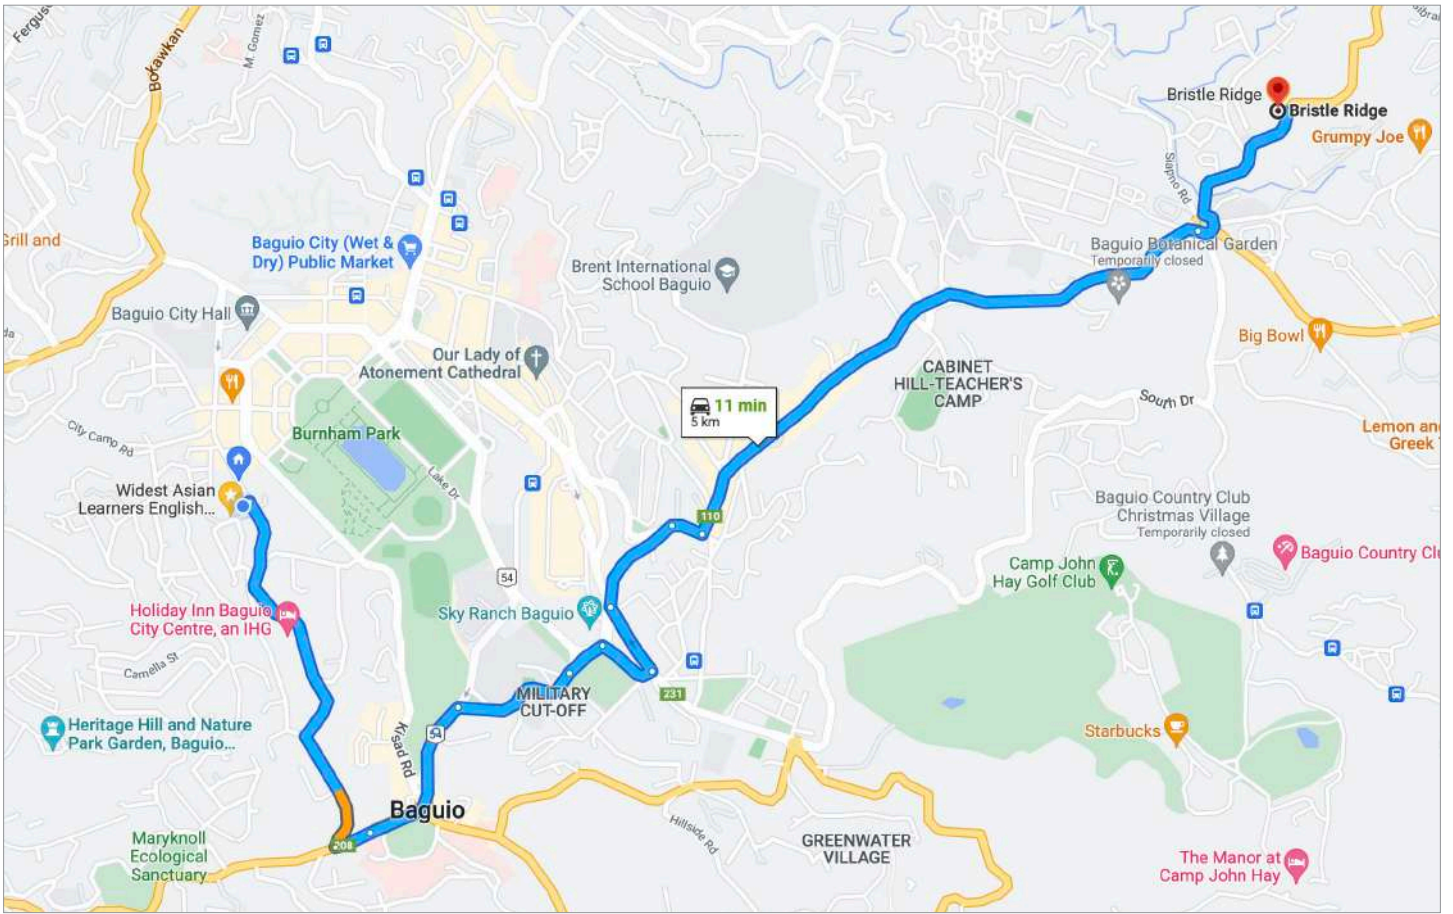 Bokawkan
M. Gomez
Bristle Ridge
Bristle Ridge
Grumpy Joe
Siapno Rd
Grill and
Baguio City (Wet &
Dry) Public Market
Brent International
School Baguio
Baguio Botanical Garden
Temporarily closed
Baguio City Hall
Big Bowl
Our Lady of
Atonement Cathedral
CABINET
HILL-TEACHER'S
CAMP
11 min
5 km
South Dr
City Camp Rd
Burnham Park
Lake Dr
Lemon and
Greek
Widest Asian
Learners English...
Baguio Country Club
Christmas Village
Temporarily closed
110
Baguio Country Clu
Camp John
Hay Golf Club
54
Sky Ranch Baguio
Holiday Inn Baguio
City Centre, an IHG
Camella St
MILITARY
CUT-OFF
231
Heritage Hill and Nature
Park Garden, Baguio...
Kisad Rd
54
Starbucks
Baguio
Hillside Rd
208
Maryknoll
Ecological
Sanctuary
GREENWATER
VILLAGE
The Manor at
Camp John Hay